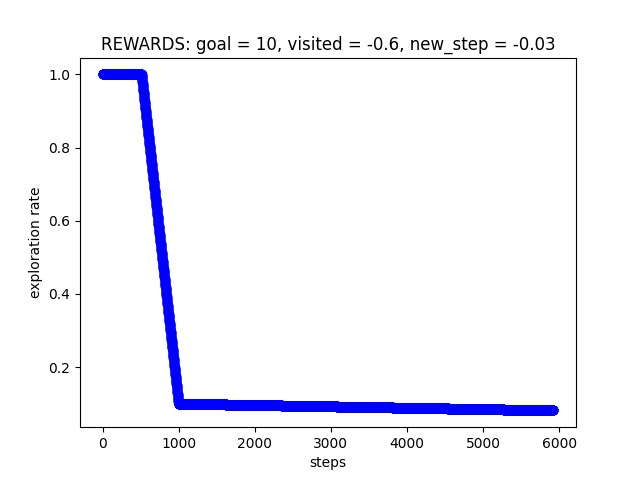 REWARDS: goal = 10, visited = -0.6, new_step = -0.03
1.0
0.8
0.6
0.4
0.2
exploration rate
0 1000 2000 3000 4000 5000 6000
steps